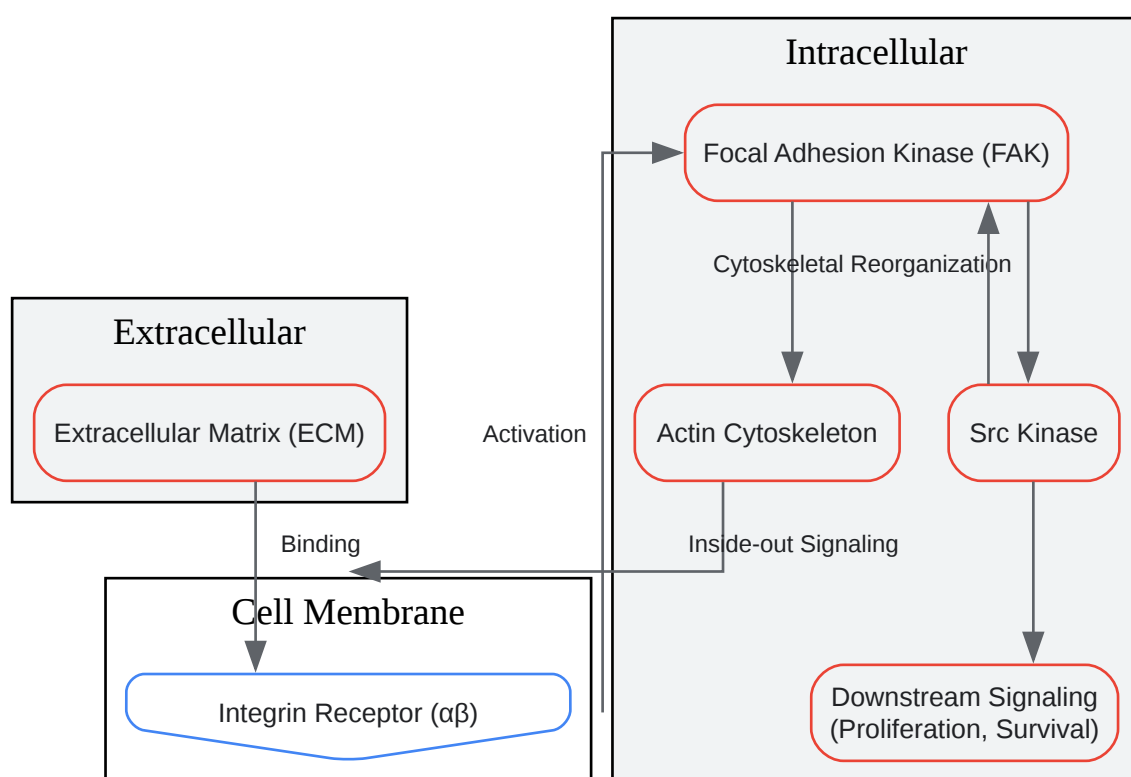 Intracellular
Focal Adhesion Kinase (FAK)
Cytoskeletal Reorganization
Extracellular
Extracellular Matrix (ECM)
Activation
Actin Cytoskeleton
Src Kinase
Binding
Inside-out Signaling
Cell Membrane
Integrin Receptor (αβ)
Downstream Signaling
(Proliferation, Survival)